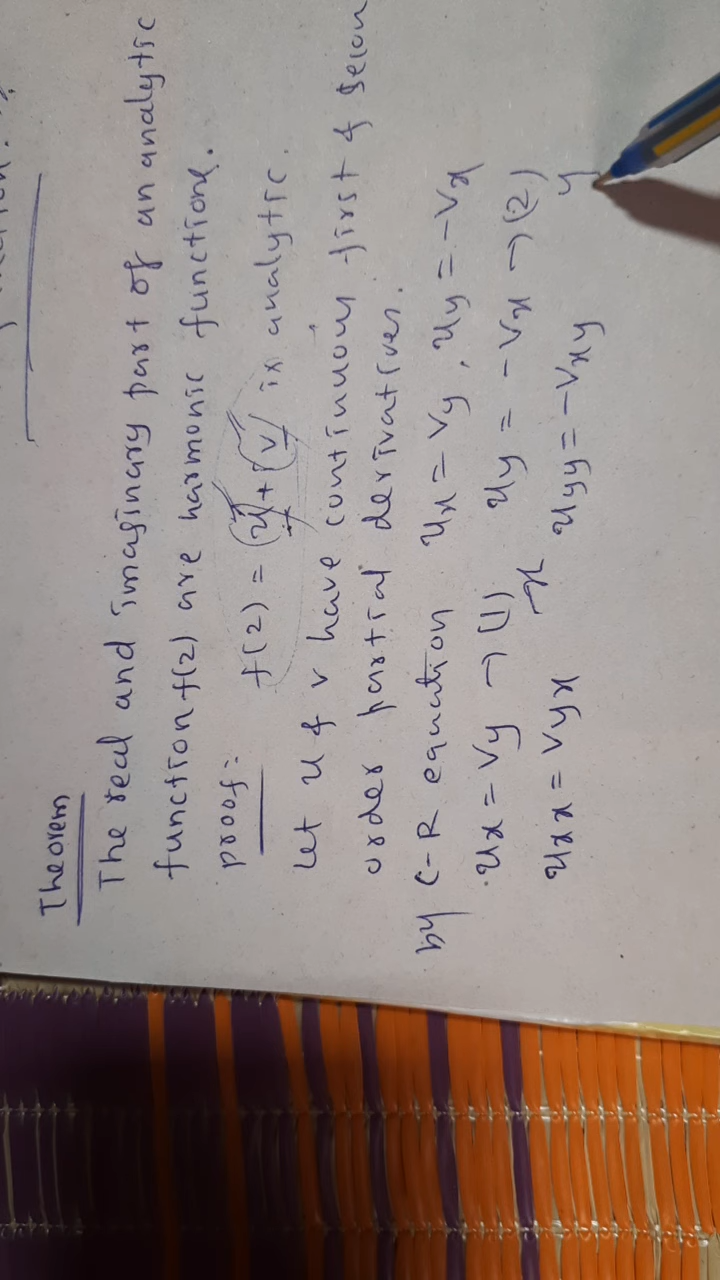 Theorem
The real and imaginary part of an analytic
function f(z) are harmonic functions.
proof:
f(z) = (u) + i(v) is analytic.
Let u & v have continuous first & secon
order partial derivatives.
by C-R equation ux = vy, uy = -vx
ux = vy → (1) uy = -vx → (2)
uxx = vyx x uyy = -vxy y